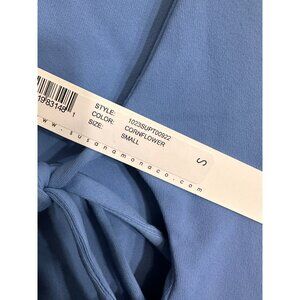 STYLE: 1023SUPT00922
COLOR: CORNFLOWER
SIZE: SMALL
S
www.susanamonaco.com